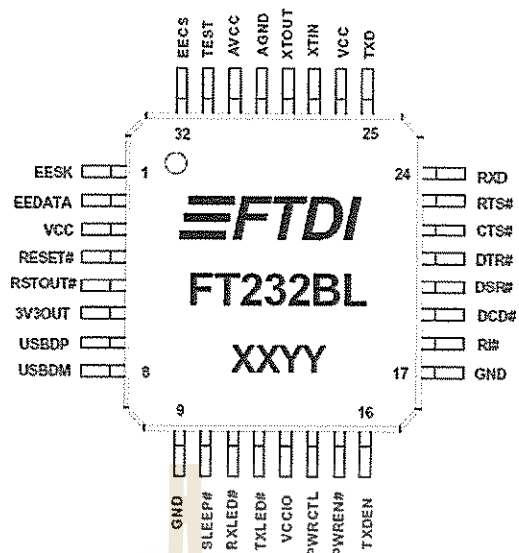 EECS TEST AVCC AGND XTOUT XTIN VCC TXD
32 25
EESK 1 24 RXD
EEDATA RTS#
VCC CTS#
RESET# DTR#
RSTOUT# DSR#
3V3OUT DCD#
USBDP RI#
USBDM 8 17 GND
FTDI
FT232BL
XXYY
9 16
GND SLEEP# RXLED# TXLED# VCCIO PWRCTL PWREN# TXDEN